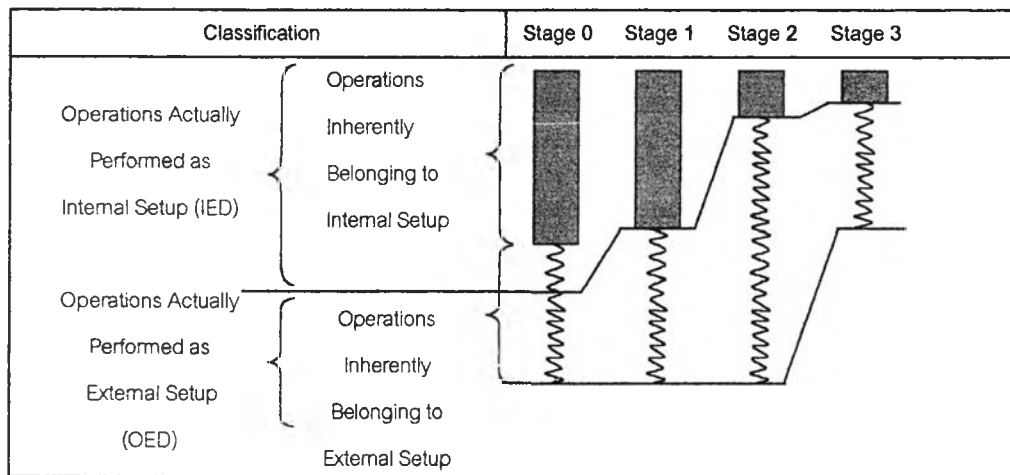 Classification
Stage 0
Stage 1
Stage 2
Stage 3
Operations Actually
Performed as
Internal Setup (IED)
Operations
Inherently
Belonging to
Internal Setup
Operations Actually
Performed as
External Setup
(OED)
Operations
Inherently
Belonging to
External Setup